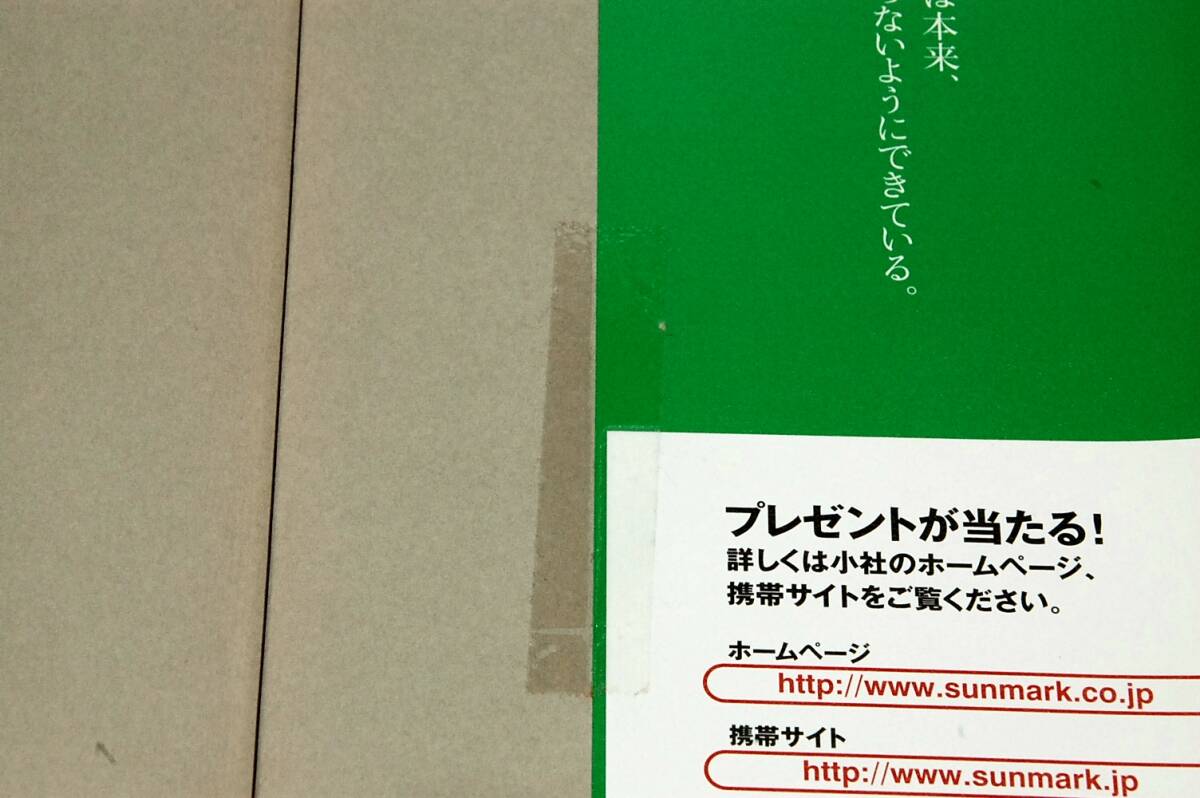 は本来、
ないようにできている。
プレゼントが当たる!
詳しくは小社のホームページ、
携帯サイトをご覧ください。
ホームページ
http://www.sunmark.co.jp
携帯サイト
http://www.sunmark.jp